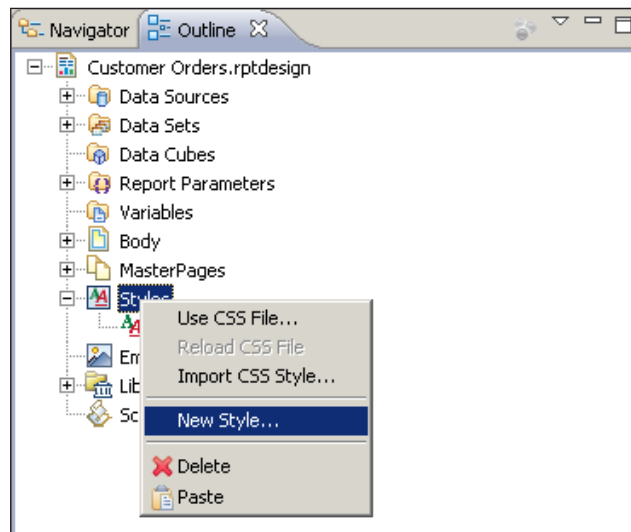 Navigator Outline
Customer Orders.rptdesign
Data Sources
Data Sets
Data Cubes
Report Parameters
Variables
Body
MasterPages
Styles
Use CSS File...
Reload CSS File
Import CSS Style...
New Style...
Delete
Paste